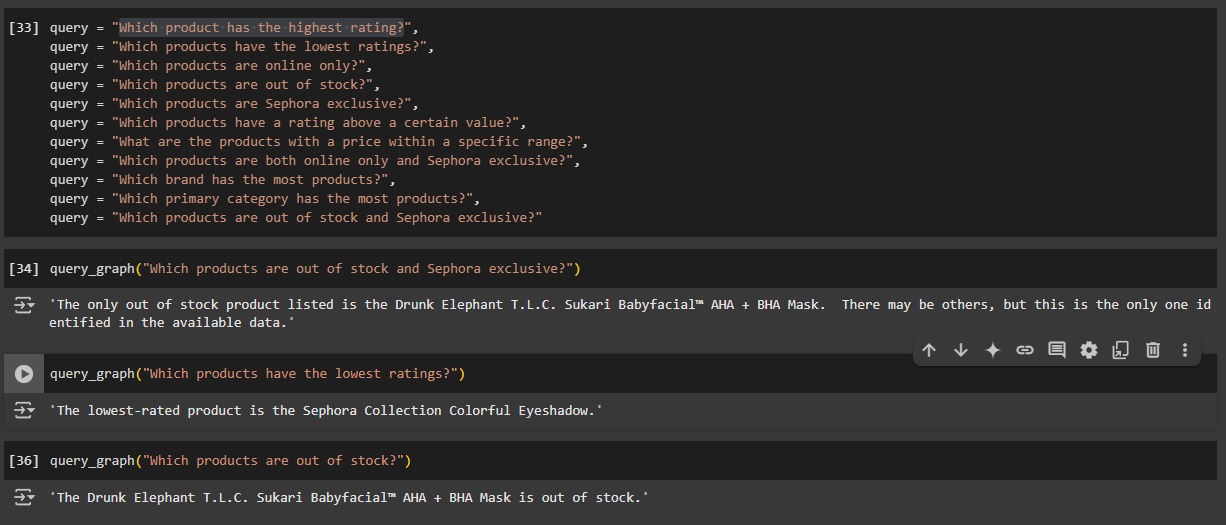 [33] query = "Which product has the highest rating?",
query = "Which products have the lowest ratings?",
query = "Which products are online only?",
query = "Which products are out of stock?",
query = "Which products are Sephora exclusive?",
query = "Which products have a rating above a certain value?",
query = "What are the products with a price within a specific range?",
query = "Which products are both online only and Sephora exclusive?",
query = "Which brand has the most products?",
query = "Which primary category has the most products?",
query = "Which products are out of stock and Sephora exclusive?"
[34] query_graph("Which products are out of stock and Sephora exclusive?")
'The only out of stock product listed is the Drunk Elephant T.L.C. Sukari Babyfacial™ AHA + BHA Mask.  There may be others, but this is the only one id
entified in the available data.'
query_graph("Which products have the lowest ratings?")
'The lowest-rated product is the Sephora Collection Colorful Eyeshadow.'
[36] query_graph("Which products are out of stock?")
'The Drunk Elephant T.L.C. Sukari Babyfacial™ AHA + BHA Mask is out of stock.'